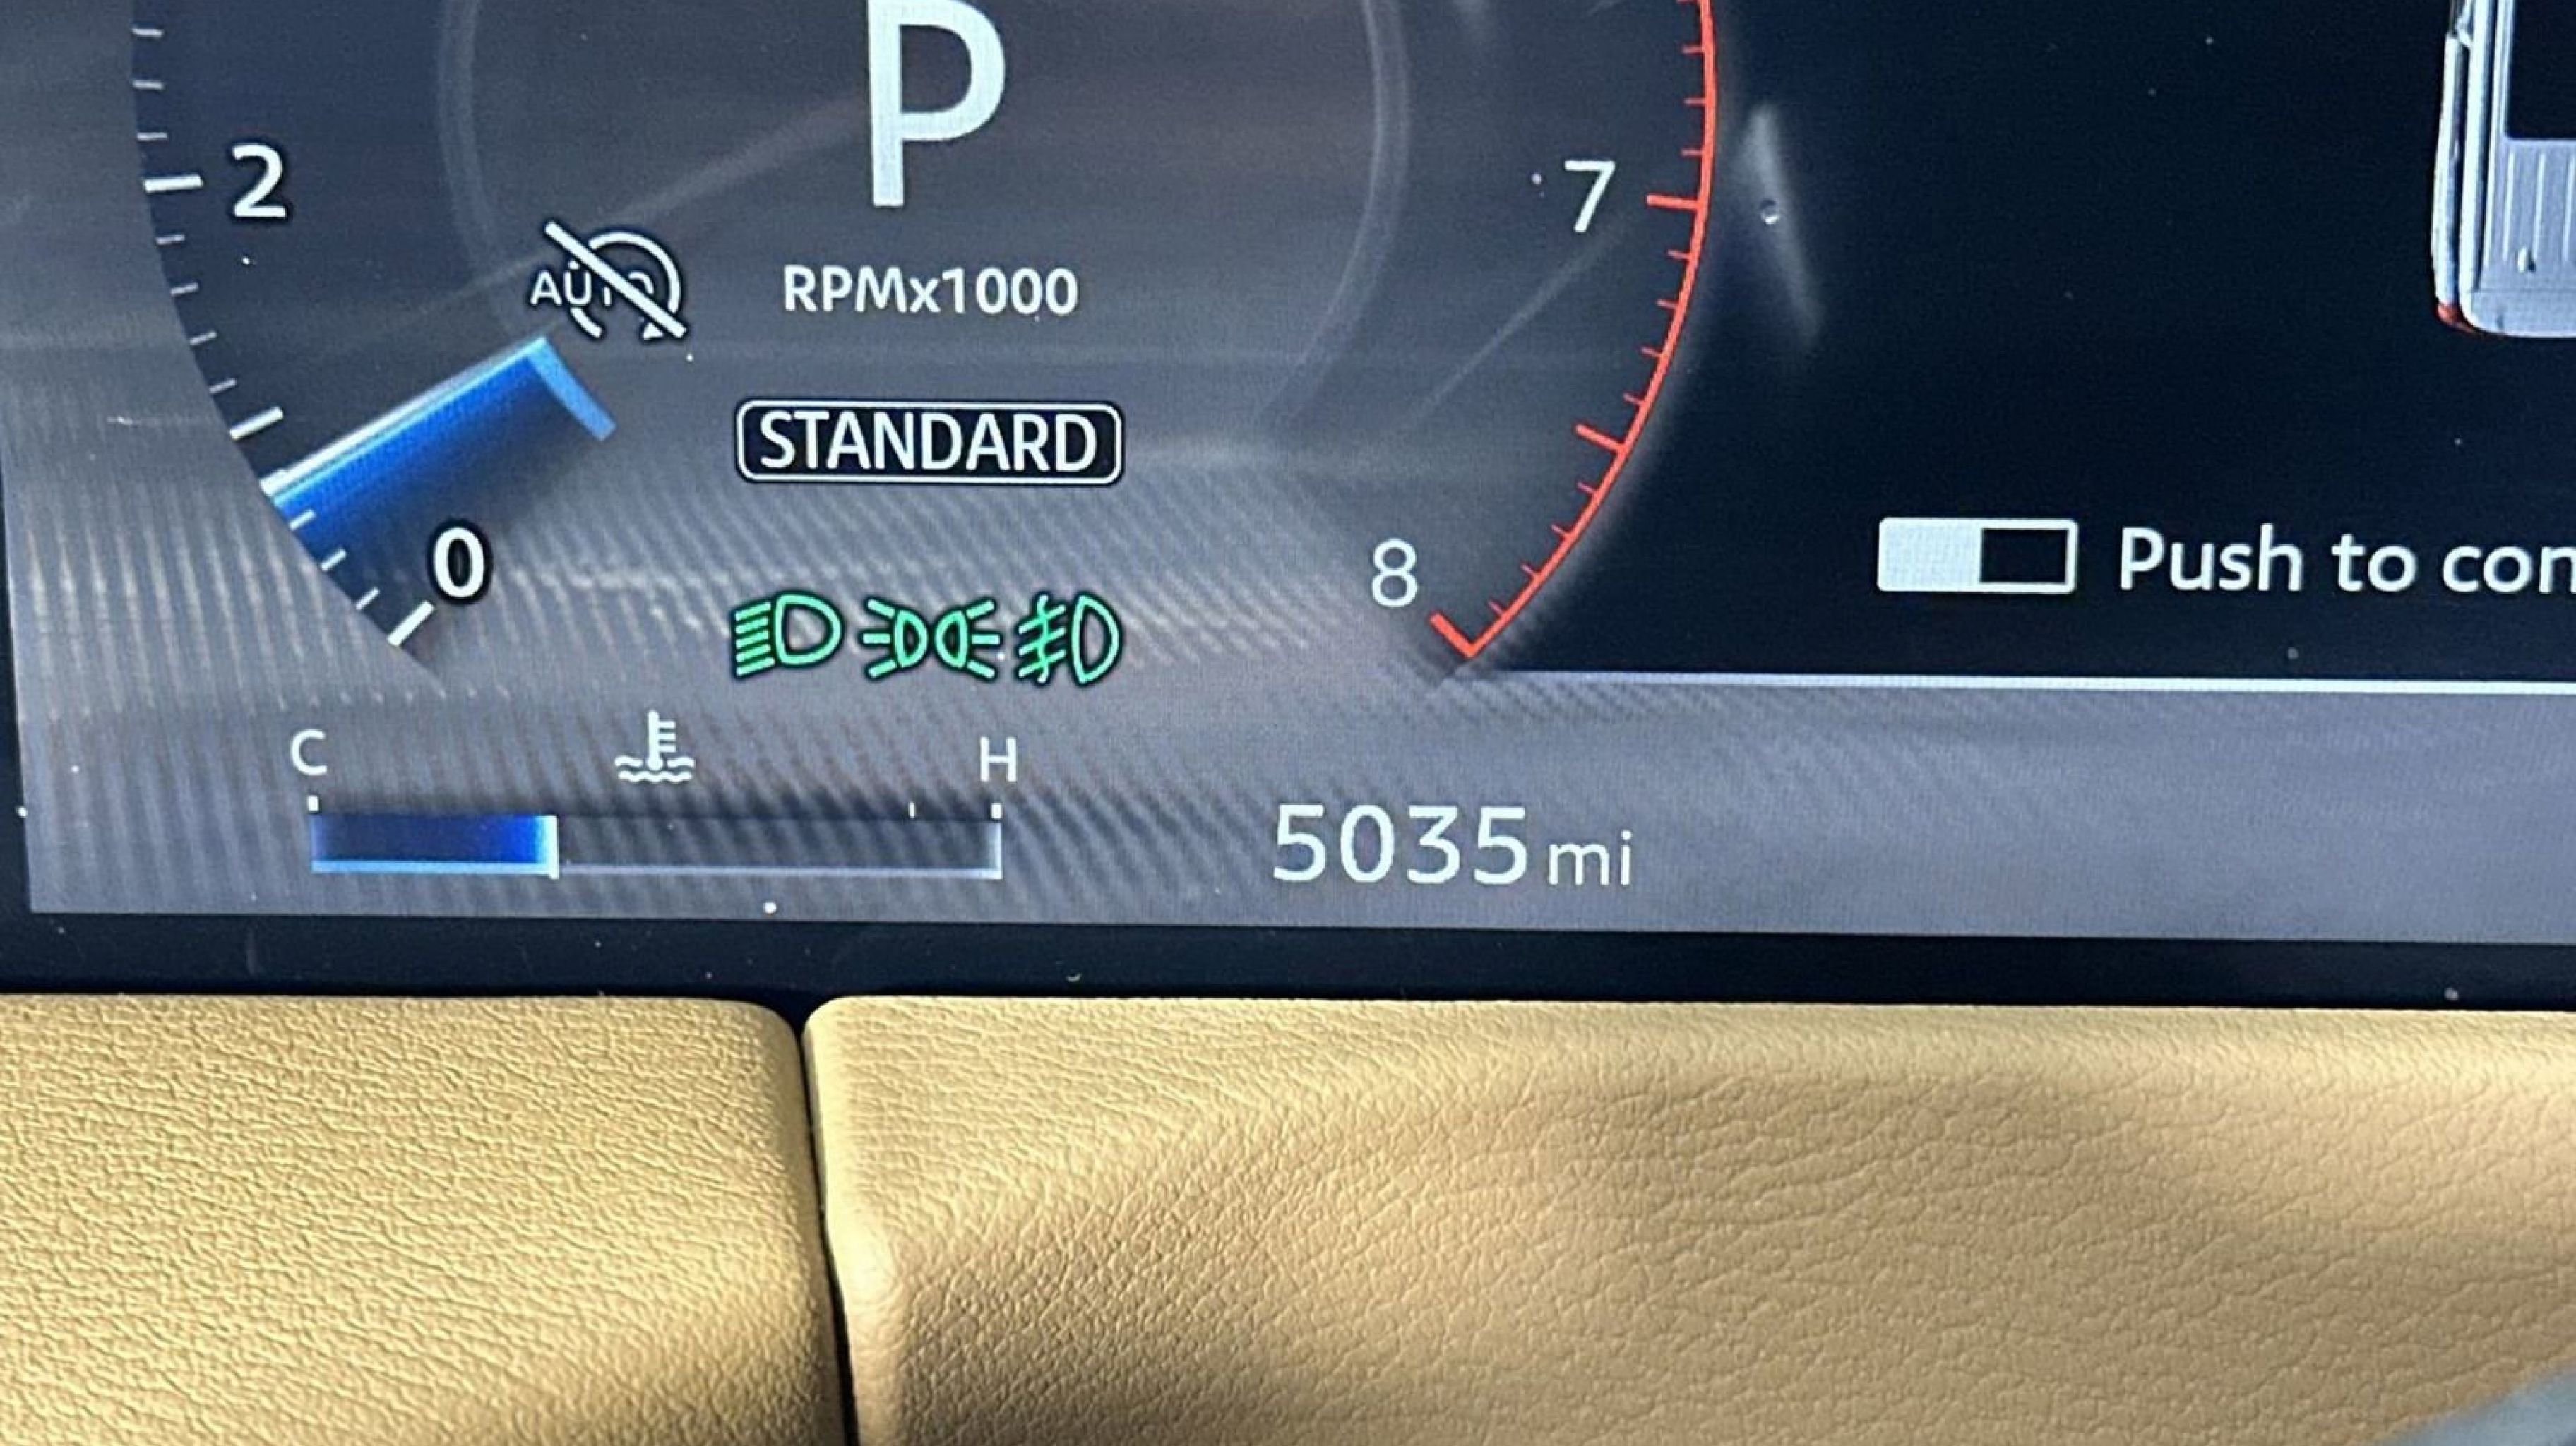 P
2
7
AUTO
RPMx1000
STANDARD
0
8
Push to con
C
H
5035 mi